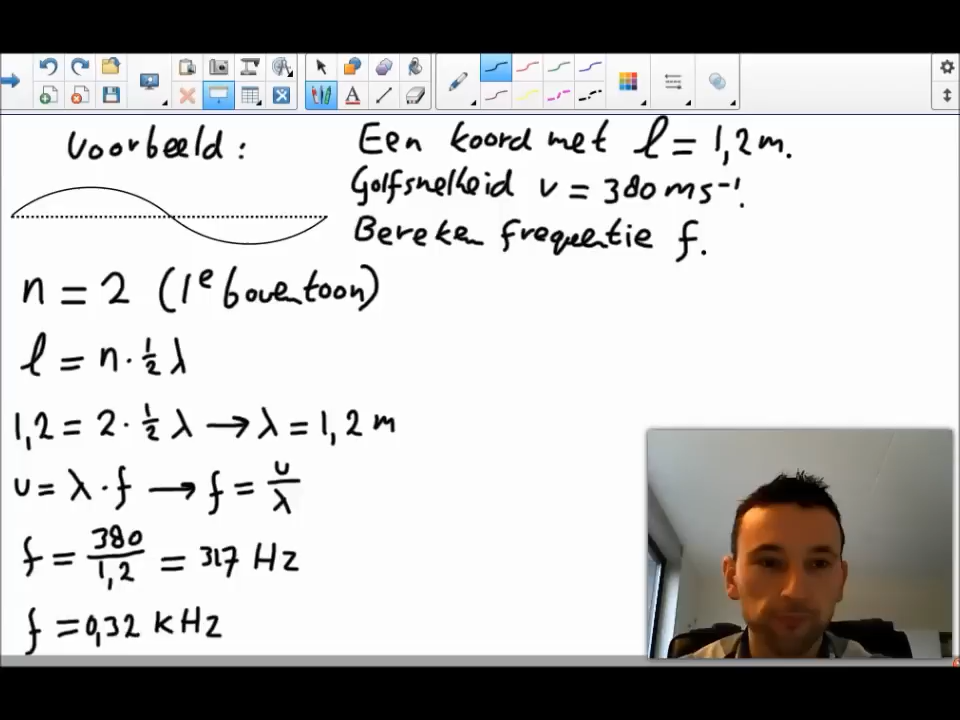 Voorbeeld:
Een koord met l = 1,2 m.
Golfsnelheid v = 380 ms⁻¹.
Bereken frequentie f.
n = 2 (1e boventoon)
l = n · ½ λ
1,2 = 2 · ½ λ → λ = 1,2 m
v = λ · f → f = v/λ
f = 380/1,2 = 317 Hz
f = 0,32 kHz